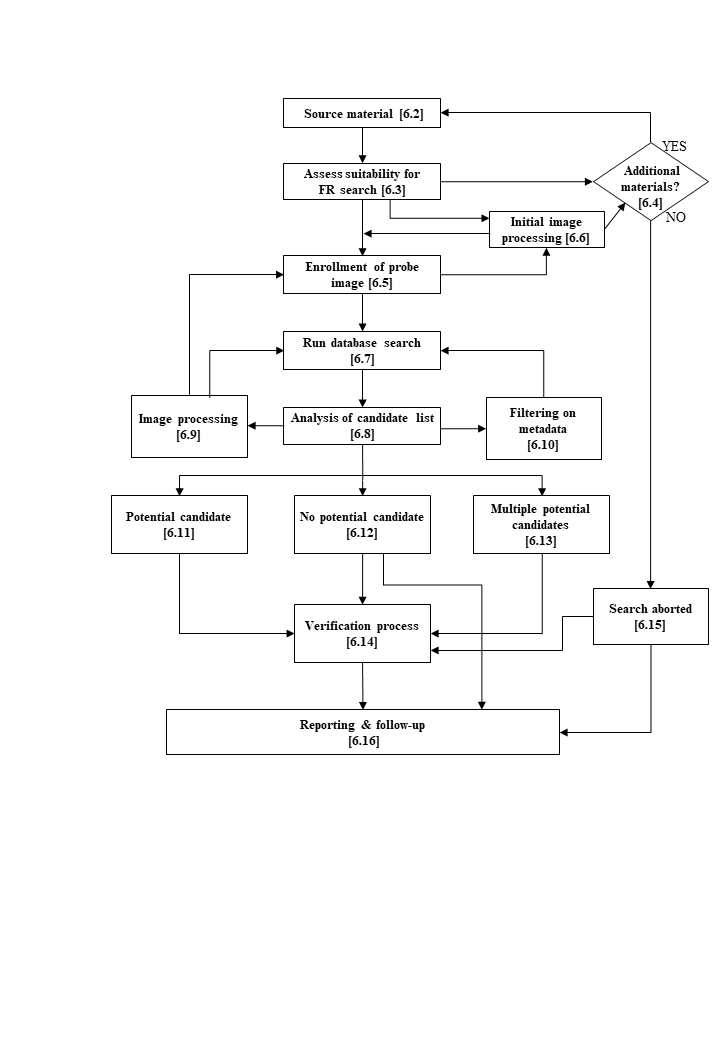 Source material [6.2]
YES
Assess suitability for
FR search [6.3]
Additional
materials?
[6.4]
NO
Initial image
processing [6.6]
Enrollment of probe
image [6.5]
Run database search
[6.7]
Image processing
[6.9]
Analysis of candidate list
[6.8]
Filtering on
metadata
[6.10]
Potential candidate
[6.11]
No potential candidate
[6.12]
Multiple potential
candidates
[6.13]
Verification process
[6.14]
Search aborted
[6.15]
Reporting & follow-up
[6.16]